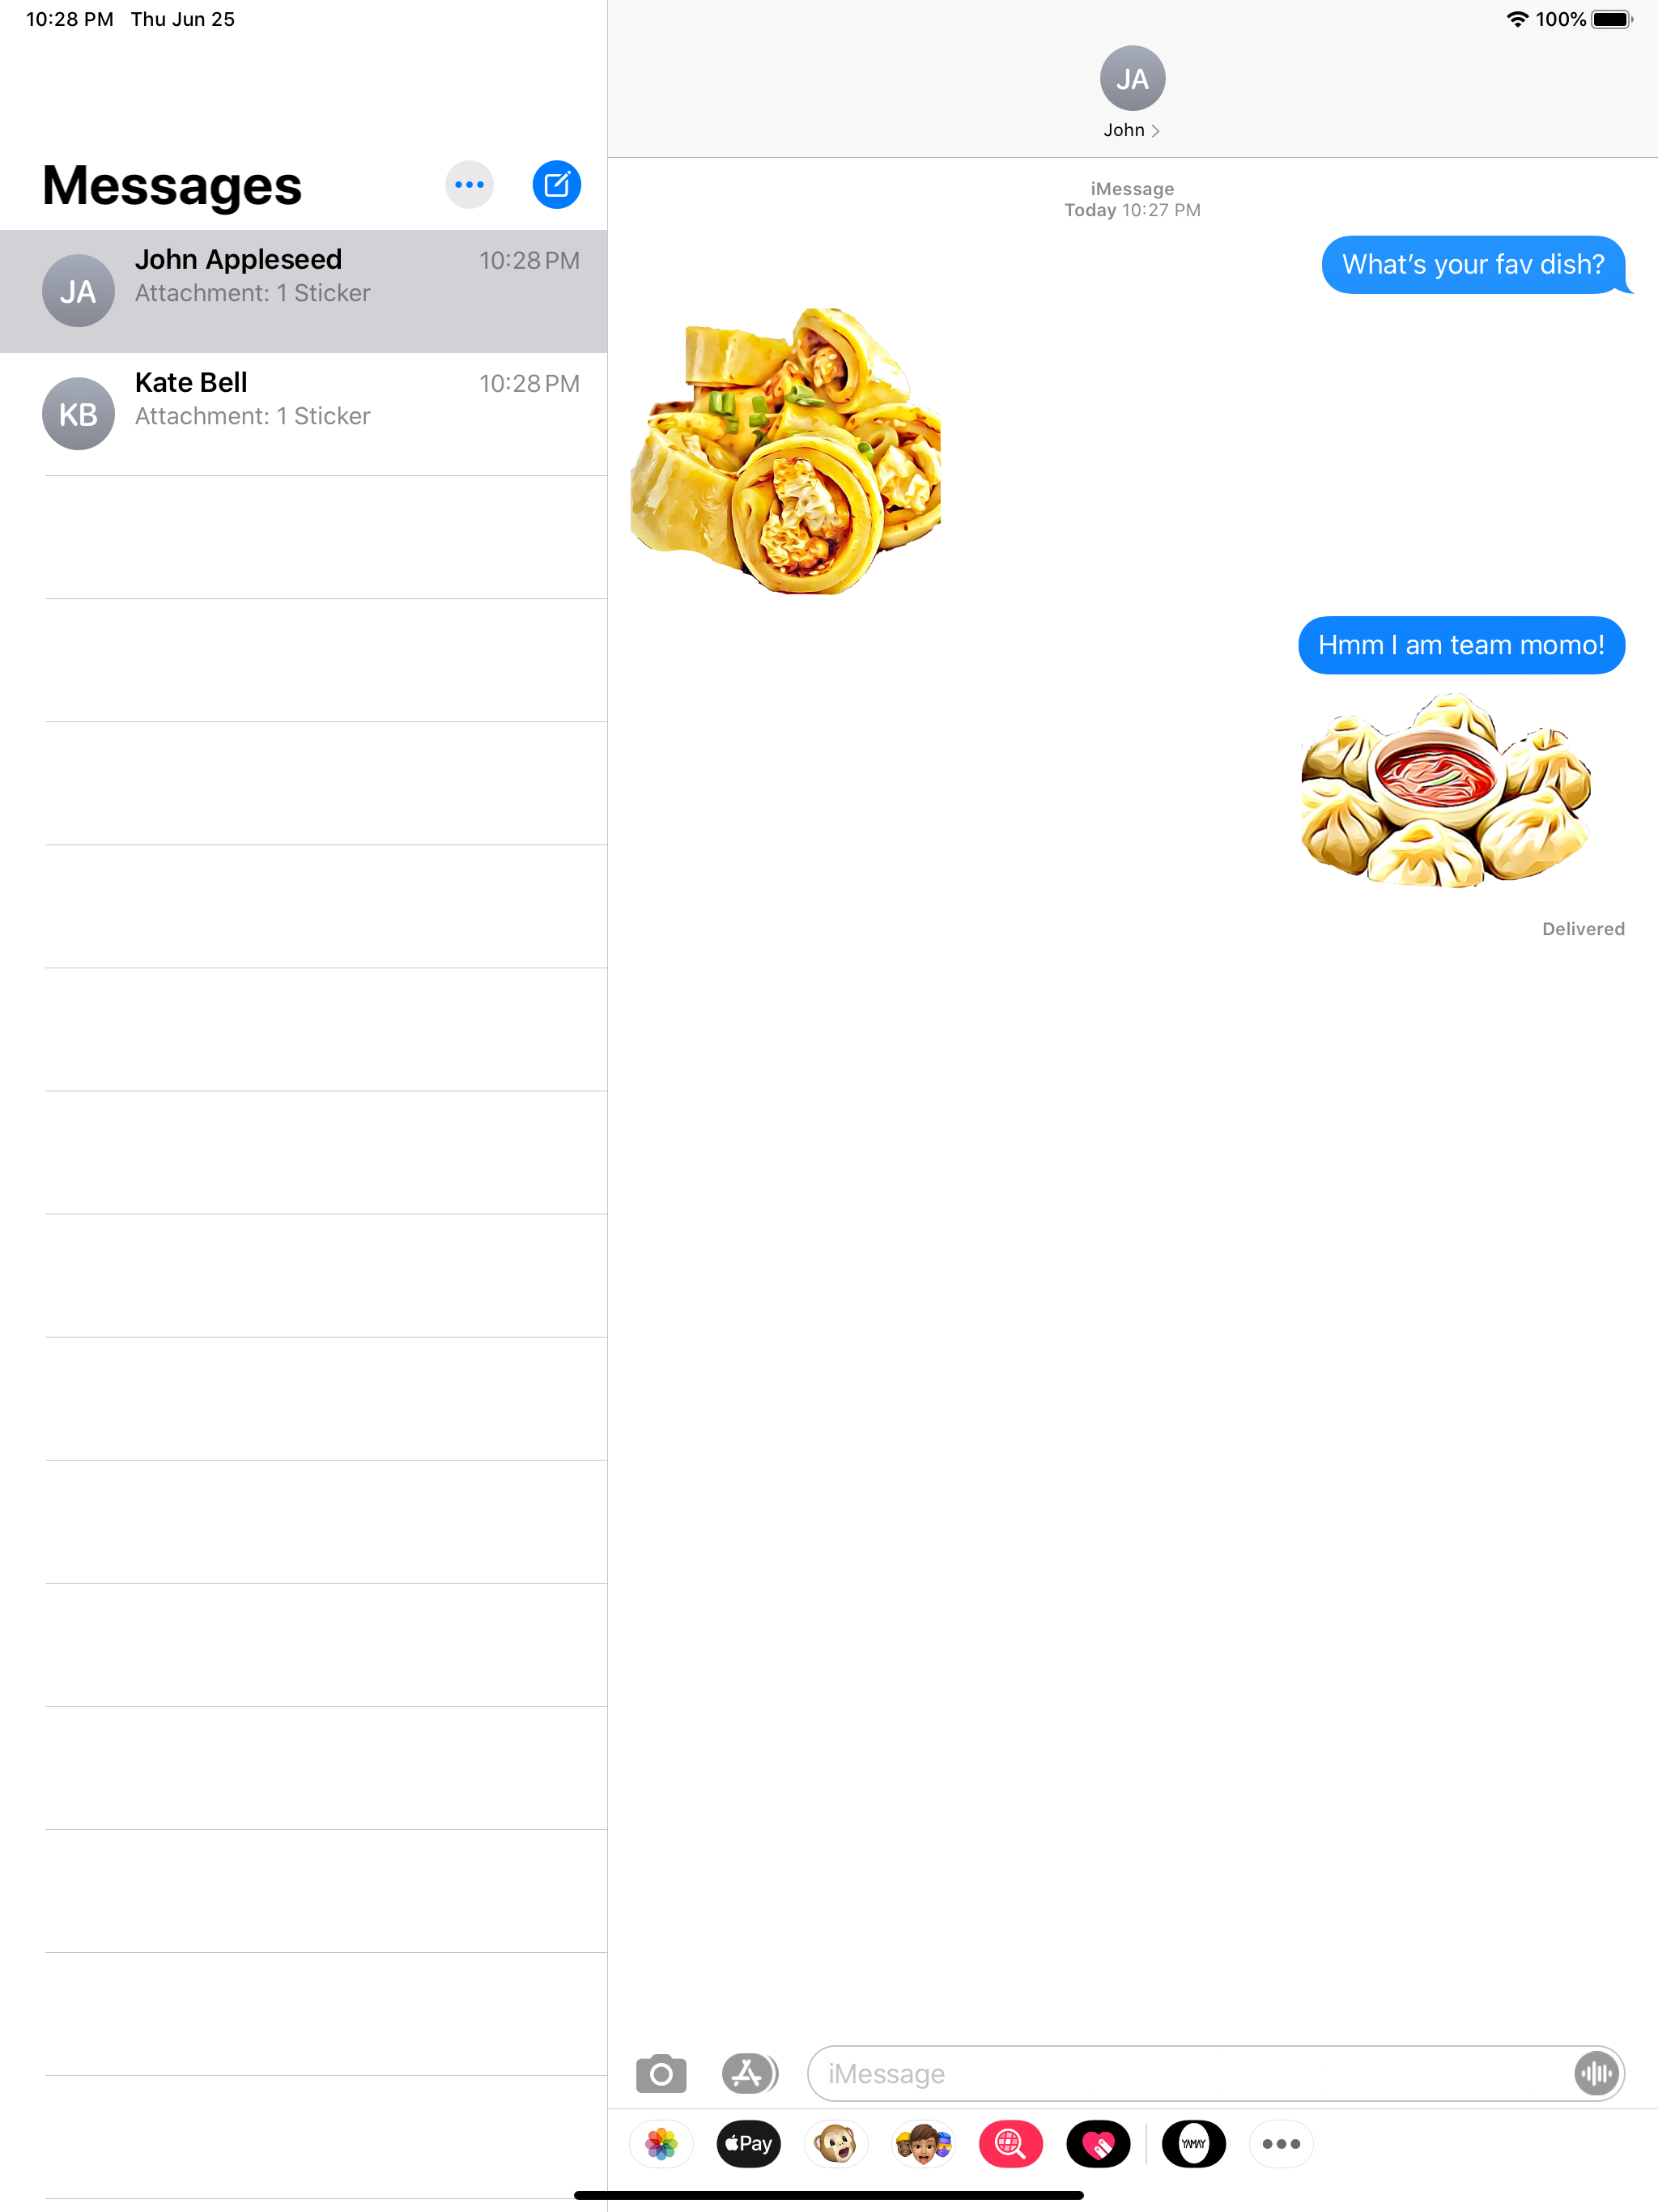 10:28 PM Thu Jun 25
100%
Messages
JA
John Appleseed
10:28 PM
Attachment: 1 Sticker
KB
Kate Bell
10:28 PM
Attachment: 1 Sticker
JA
John
iMessage
Today 10:27 PM
What's your fav dish?
Hmm I am team momo!
Delivered
iMessage
Pay
YAMAY